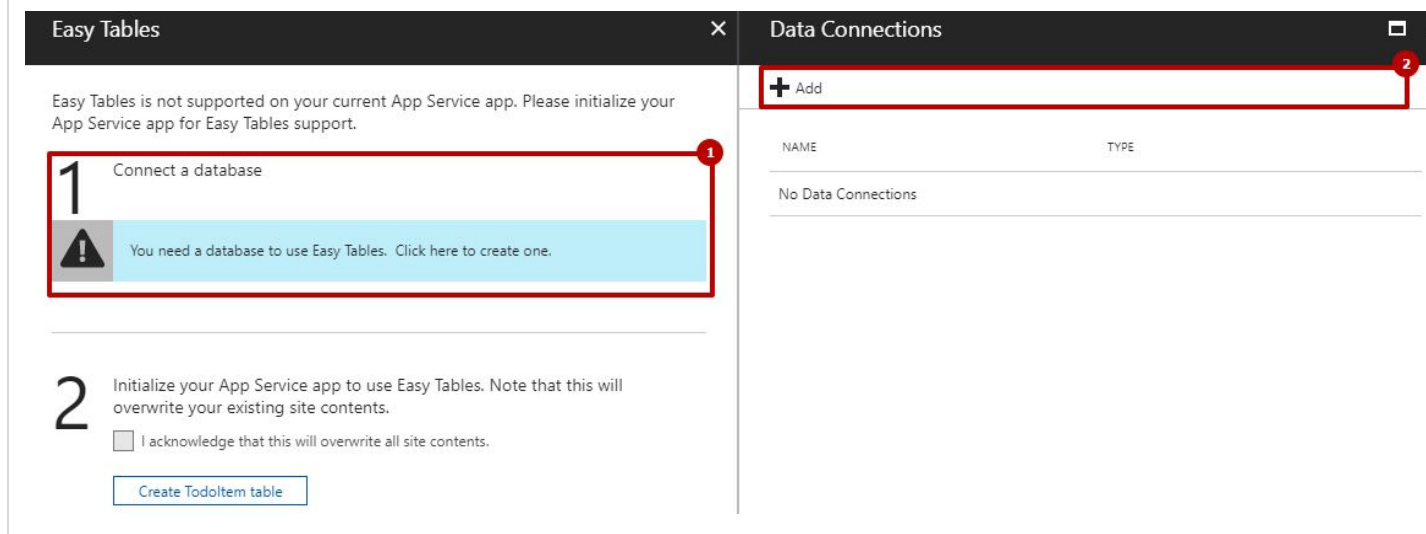 Easy Tables
Easy Tables is not supported on your current App Service app. Please initialize your
App Service app for Easy Tables support.
1
1
Connect a database
You need a database to use Easy Tables. Click here to create one.
2
Initialize your App Service app to use Easy Tables. Note that this will
overwrite your existing site contents.
I acknowledge that this will overwrite all site contents.
Create TodoItem table
Data Connections
2
Add
NAME TYPE
No Data Connections